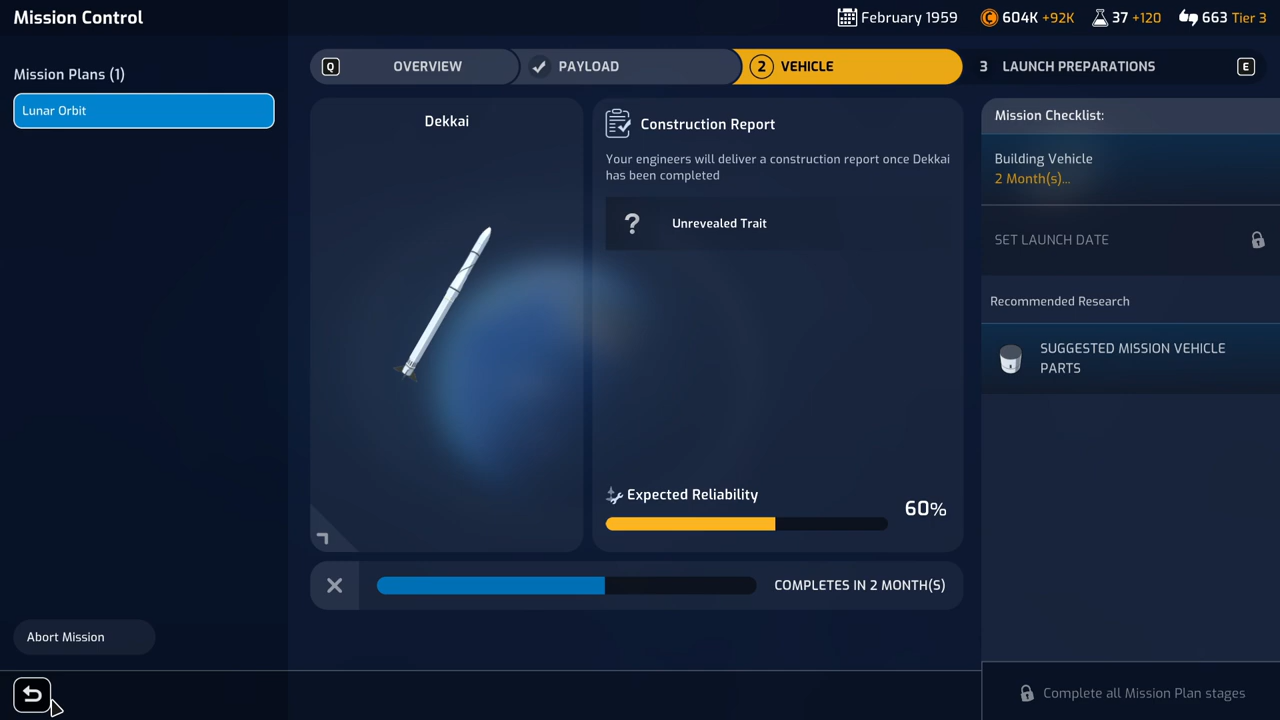 Mission Control
February 1959
604K +92K
37 +120
663 Tier 3
Mission Plans (1)
Lunar Orbit
Abort Mission
Q
OVERVIEW
PAYLOAD
2 VEHICLE
3 LAUNCH PREPARATIONS
E
Dekkai
Construction Report
Your engineers will deliver a construction report once Dekkai
has been completed
? Unrevealed Trait
Expected Reliability
60%
COMPLETES IN 2 MONTH(S)
Mission Checklist:
Building Vehicle
2 Month(s)...
SET LAUNCH DATE
Recommended Research
SUGGESTED MISSION VEHICLE
PARTS
Complete all Mission Plan stages